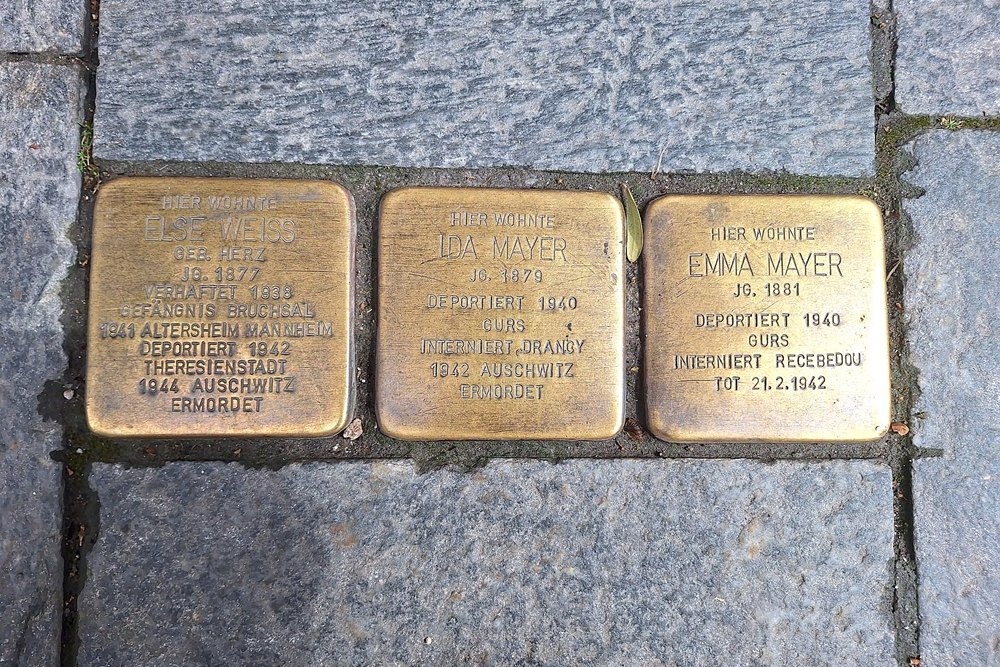 HIER WOHNTE
ELSE WEISS
GEB. HERZ
JG. 1877
VERHAFTET 1938
GEFÄNGNIS BRUCHSAL
1941 ALTERSHEIM MANNHEIM
DEPORTIERT 1942
THERESIENSTADT
1944 AUSCHWITZ
ERMORDET
HIER WOHNTE
IDA MAYER
JG. 1879
DEPORTIERT 1940
GURS
INTERNIERT DRANCY
1942 AUSCHWITZ
ERMORDET
HIER WOHNTE
EMMA MAYER
JG. 1881
DEPORTIERT 1940
GURS
INTERNIERT RECEBEDOU
TOT 21.2.1942